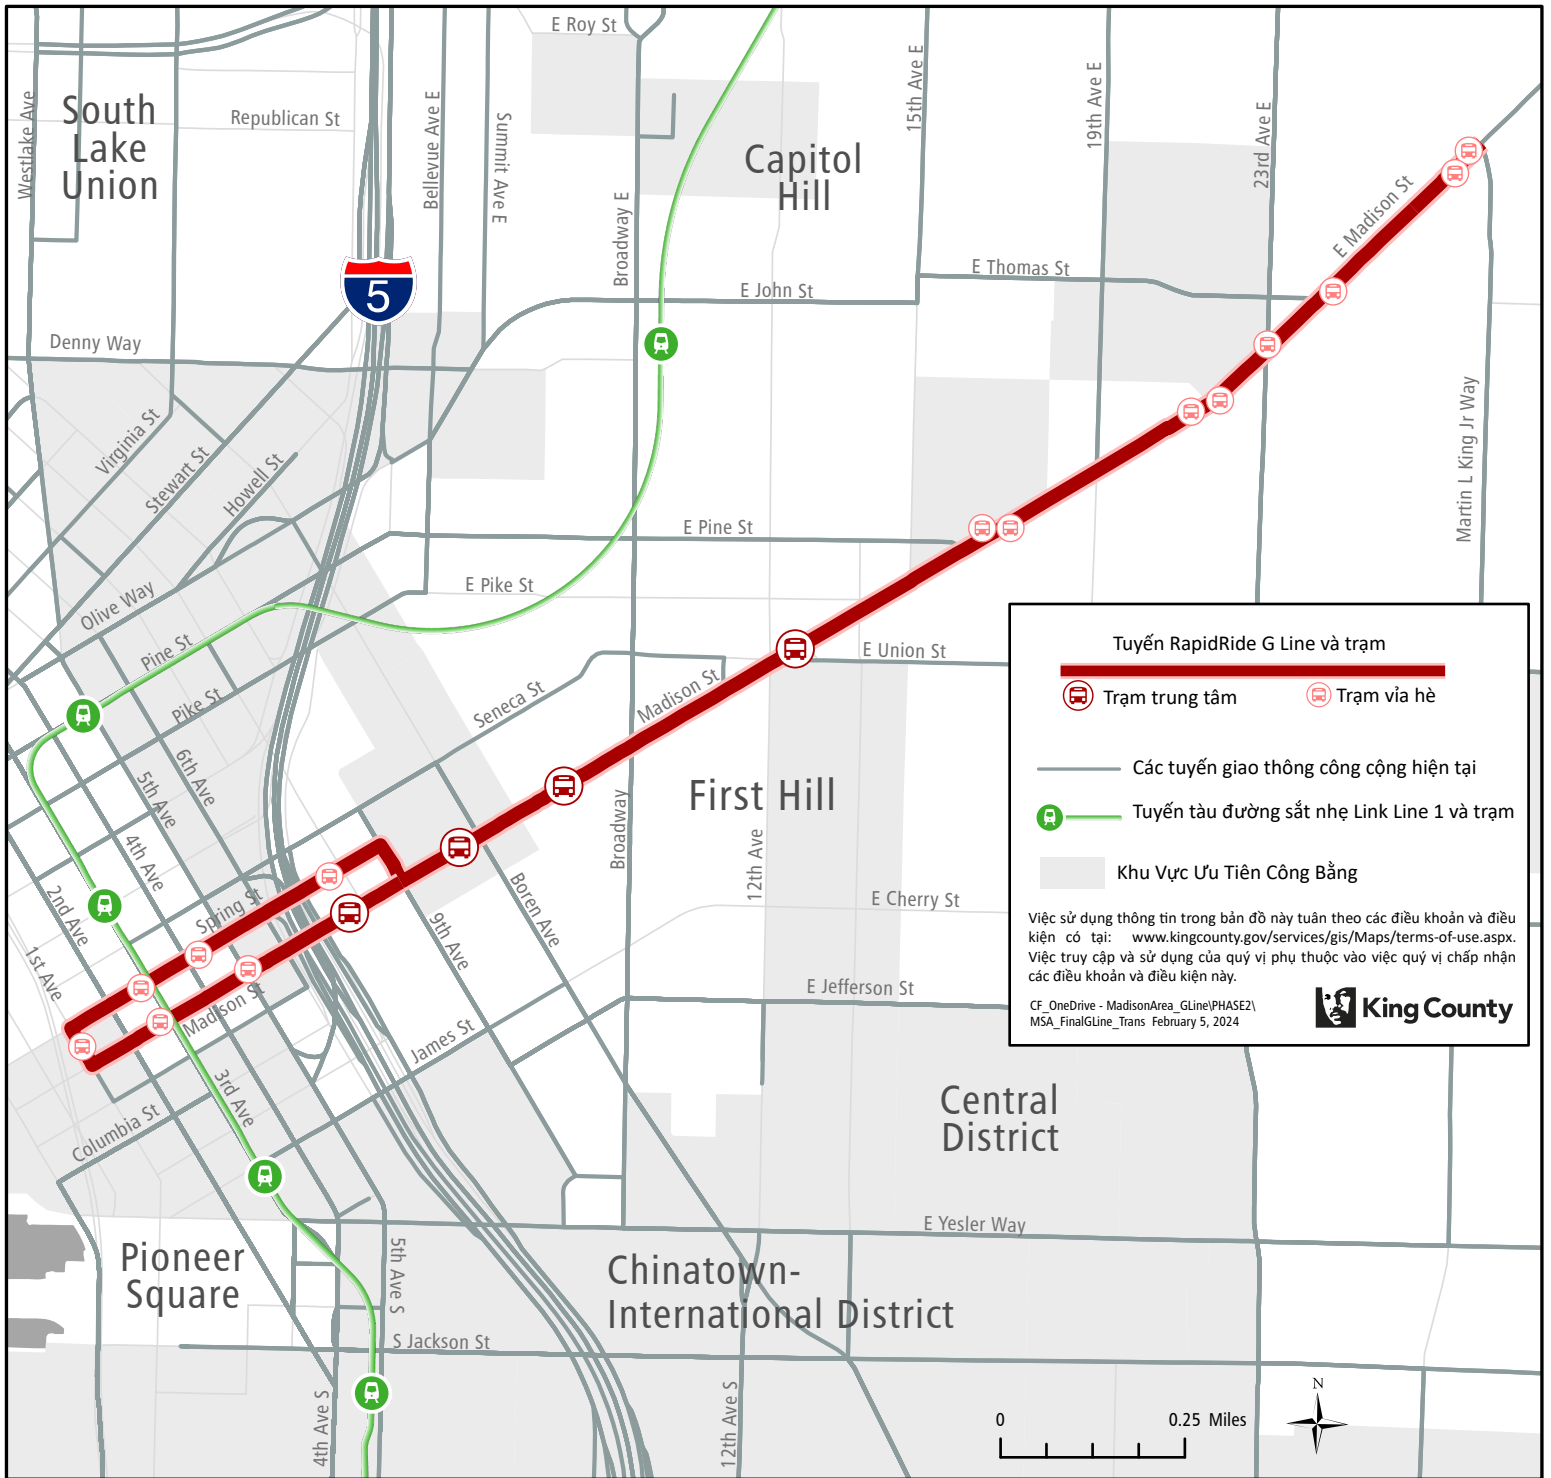 E Roy St
South
Lake
Union
Westlake Ave
Republican St
Bellevue Ave E
Summit Ave E
Broadway E
Capitol
Hill
15th Ave E
19th Ave E
23rd Ave E
E Madison St
E Thomas St
E John St
5
Denny Way
Virginia St
Stewart St
Howell St
Martin L King Jr Way
E Pine St
E Pike St
Olive Way
Pine St
Pike St
Seneca St
Madison St
E Union St
6th Ave
5th Ave
4th Ave
2nd Ave
1st Ave
Spring St
Madison St
3rd Ave
Columbia St
James St
9th Ave
Boren Ave
Broadway
First Hill
12th Ave
E Cherry St
E Jefferson St
Tuyến RapidRide G Line và trạm
Trạm trung tâm
Trạm vỉa hè
Các tuyến giao thông công cộng hiện tại
Tuyến tàu đường sắt nhẹ Link Line 1 và trạm
Khu Vực Ưu Tiên Công Bằng
Việc sử dụng thông tin trong bản đồ này tuân theo các điều khoản và điều
kiện có tại: www.kingcounty.gov/services/gis/Maps/terms-of-use.aspx.
Việc truy cập và sử dụng của quý vị phụ thuộc vào việc quý vị chấp nhận
các điều khoản và điều kiện này.
CF_OneDrive - MadisonArea_GLine\PHASE2\
MSA_FinalGLine_Trans February 5, 2024
King County
Central
District
E Yesler Way
Pioneer
Square
5th Ave S
Chinatown-
International District
S Jackson St
4th Ave S
12th Ave S
0
0.25 Miles
N